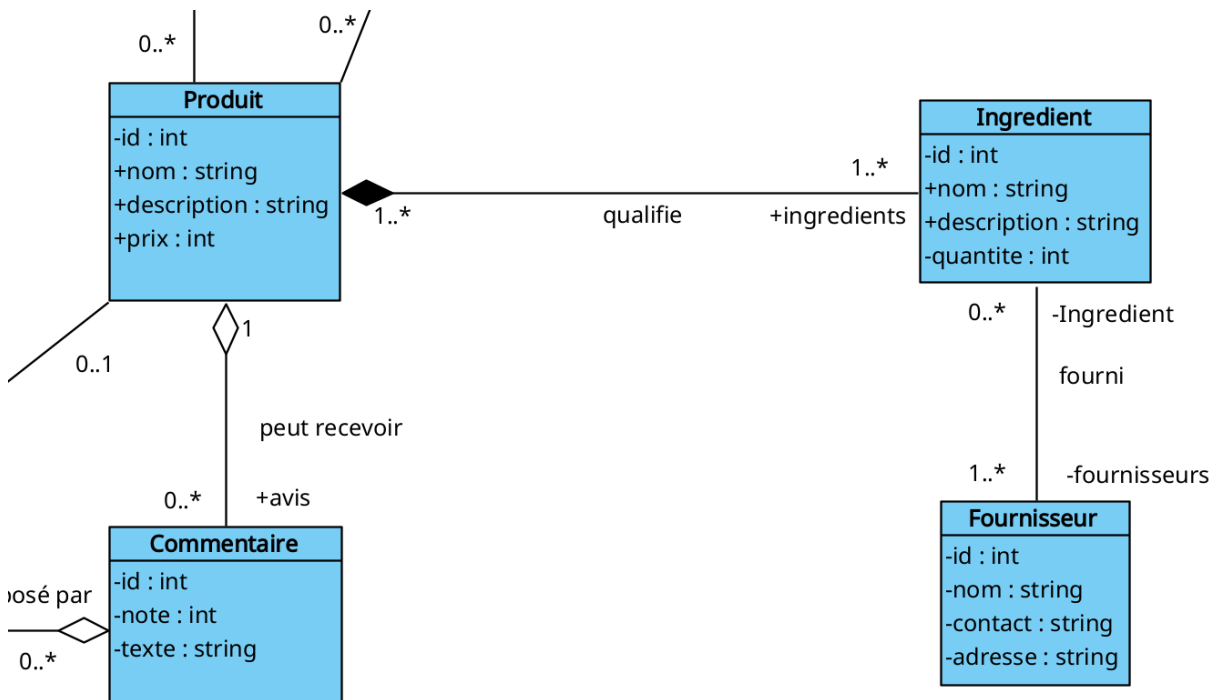 0..*
0..*
Produit
-id : int
+nom : string
+description : string
+prix : int
1..*
qualifie
1..*
+ingredients
Ingredient
-id : int
+nom : string
+description : string
-quantite : int
0..1
1
peut recevoir
0..*
+avis
0..*
-Ingredient
fourni
1..*
-fournisseurs
Commentaire
-id : int
-note : int
-texte : string
par
0..*
Fournisseur
-id : int
-nom : string
-contact : string
-adresse : string